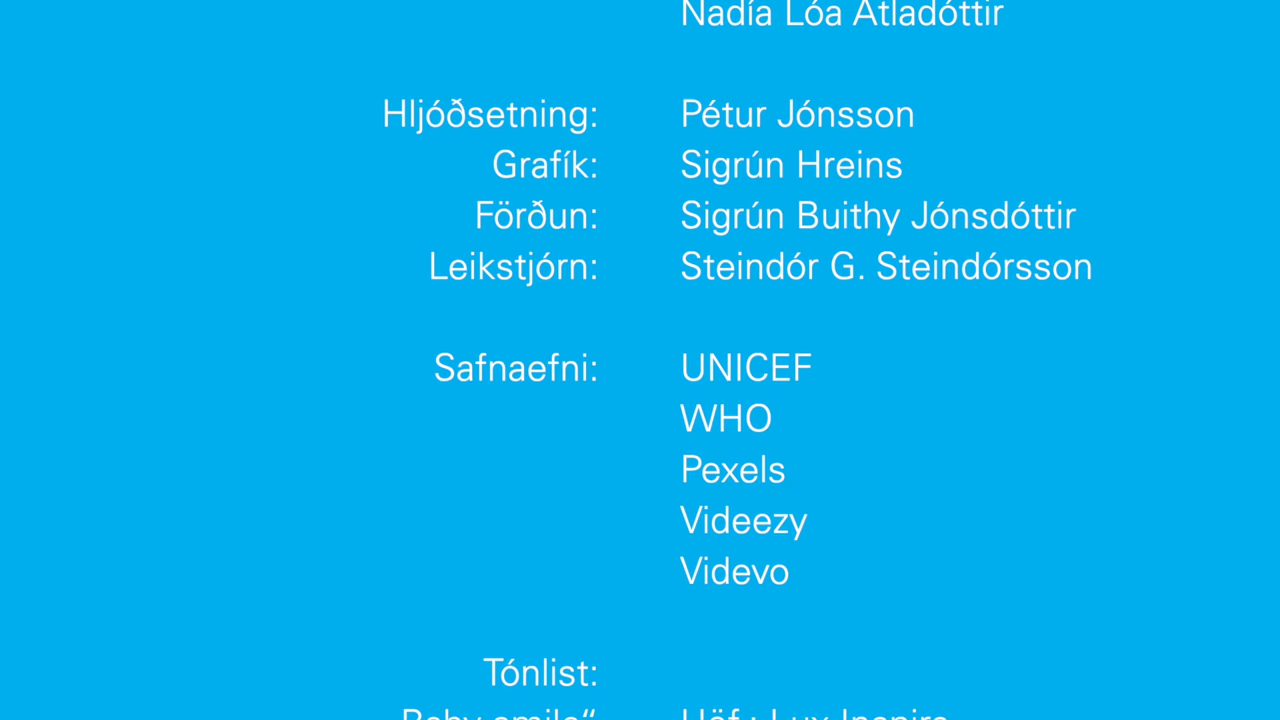 Nadía Lóa Atladóttir
Hljóðsetning: Pétur Jónsson
Grafík: Sigrún Hreins
Förðun: Sigrún Buithy Jónsdóttir
Leikstjórn: Steindór G. Steindórsson
Safnaefni: UNICEF
WHO
Pexels
Videezy
Videvo
Tónlist:
Baby smile“ Höf.: Lux-Inspira